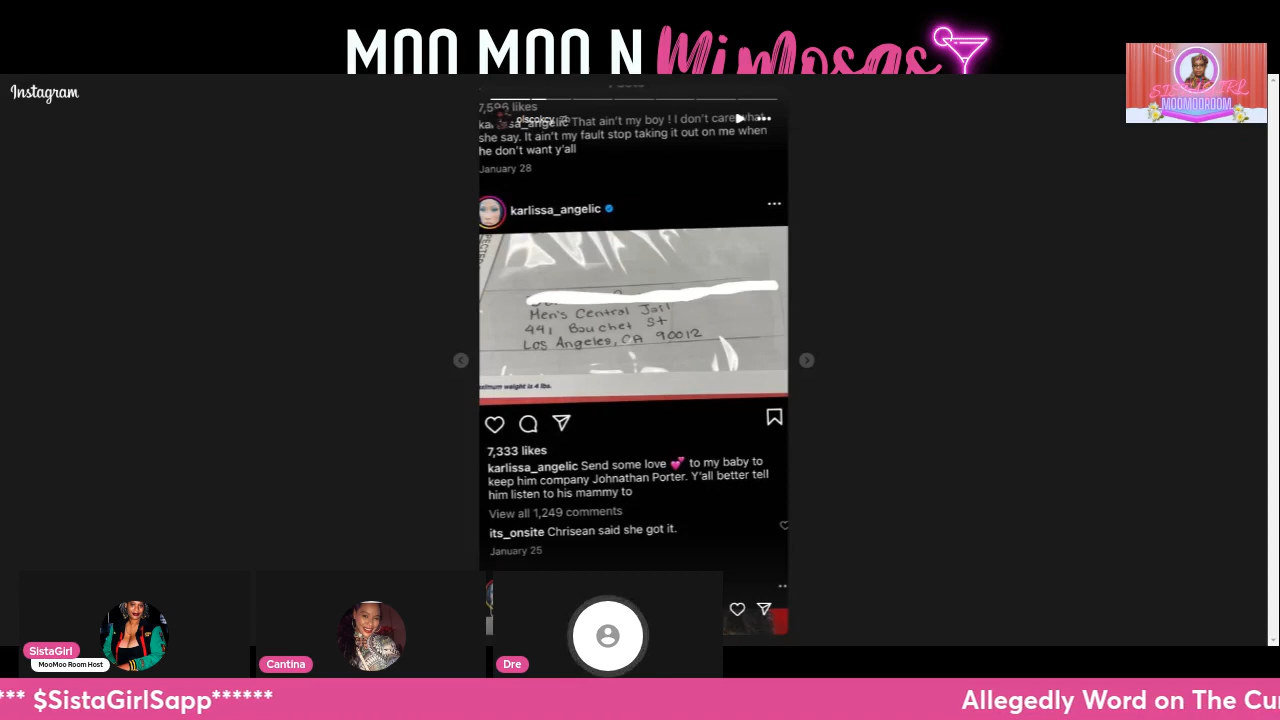 MOO MOO N Mimosas
Instagram
7,596 likes
That ain't my boy ! I don't care what
she say. It ain't my fault stop taking it out on me when
he don't want y'all
January 28
karlissa_angelic
Men's Central Jail
441 Bauchet St
Los Angeles, CA 90012
maximum weight is 4 lbs.
7,333 likes
karlissa_angelic Send some love 💕 to my baby to
keep him company Johnathan Porter. Y'all better tell
him listen to his mammy to
View all 1,249 comments
its_onsite Chrisean said she got it.
January 25
MOOMOOROOM
SistaGirl
MooMoo Room Host
Cantina
Dre
*** $SistaGirlSapp******
Allegedly Word on The Cu